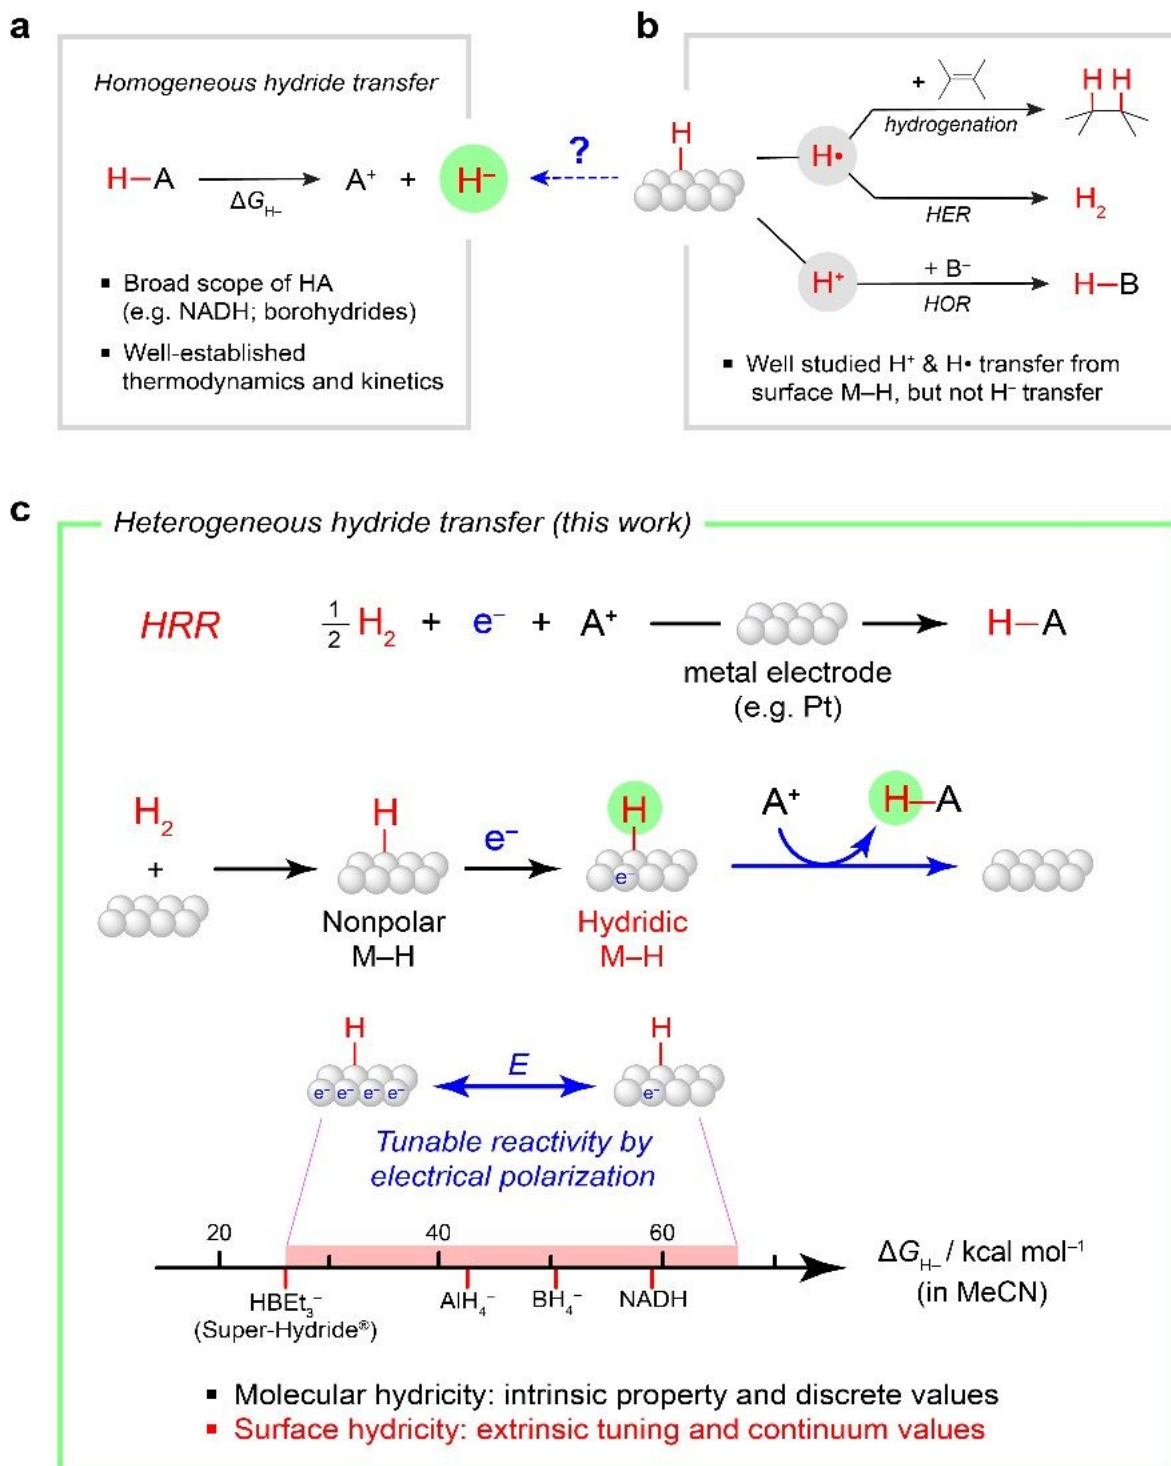 a
Homogeneous hydride transfer
H–A
ΔG_H–
A⁺ + H⁻
?
▪ Broad scope of HA
(e.g. NADH; borohydrides)
▪ Well-established
thermodynamics and kinetics
b
H
H•
+
hydrogenation
H H
HER
H₂
H⁺
+ B⁻
HOR
H–B
▪ Well studied H⁺ & H• transfer from
surface M–H, but not H⁻ transfer
c
Heterogeneous hydride transfer (this work)
HRR
½ H₂ + e⁻ + A⁺
H–A
metal electrode
(e.g. Pt)
H₂
+
H
Nonpolar
M–H
e⁻
H
e⁻
Hydridic
M–H
A⁺
H–A
H
e⁻ e⁻ e⁻ e⁻
E
H
e⁻
Tunable reactivity by
electrical polarization
20 40 60
ΔG_H– / kcal mol⁻¹
(in MeCN)
HBEt₃⁻
(Super-Hydride®)
AlH₄⁻
BH₄⁻
NADH
▪ Molecular hydricity: intrinsic property and discrete values
▪ Surface hydricity: extrinsic tuning and continuum values